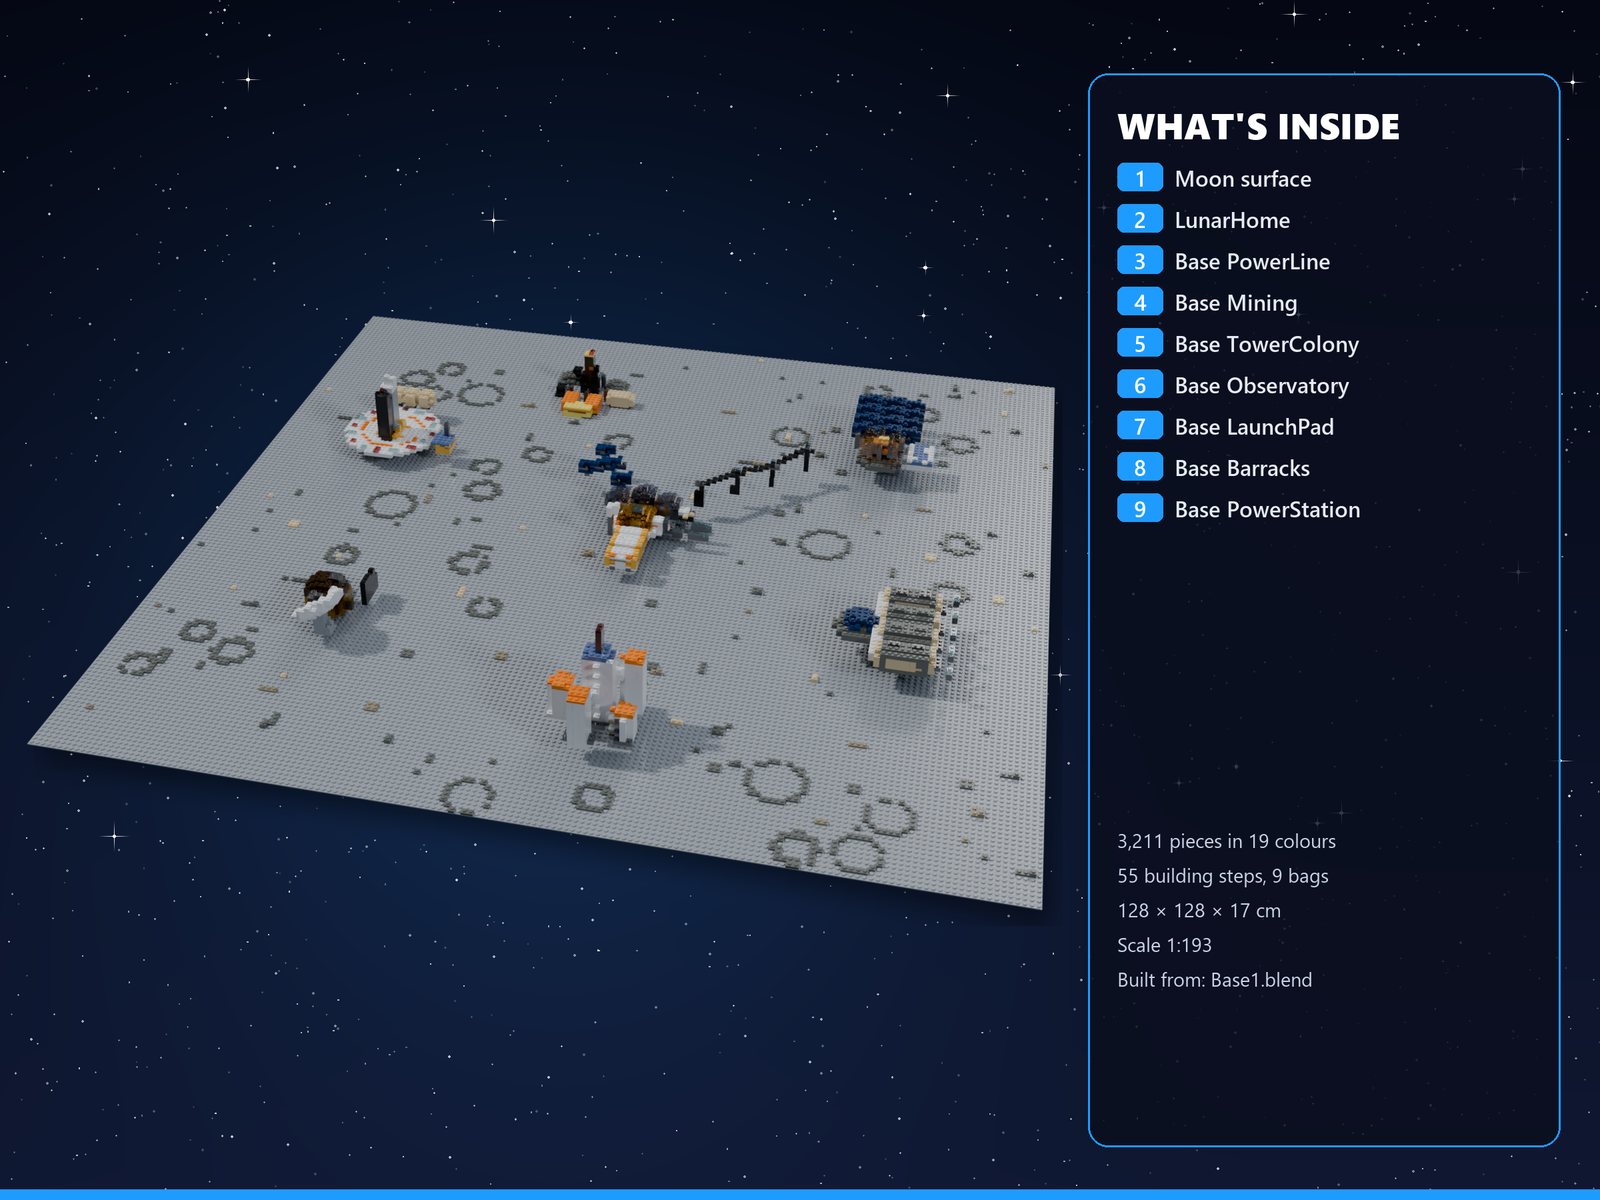 WHAT'S INSIDE
1 Moon surface
2 LunarHome
3 Base PowerLine
4 Base Mining
5 Base TowerColony
6 Base Observatory
7 Base LaunchPad
8 Base Barracks
9 Base PowerStation
3,211 pieces in 19 colours
55 building steps, 9 bags
128 × 128 × 17 cm
Scale 1:193
Built from: Base1.blend